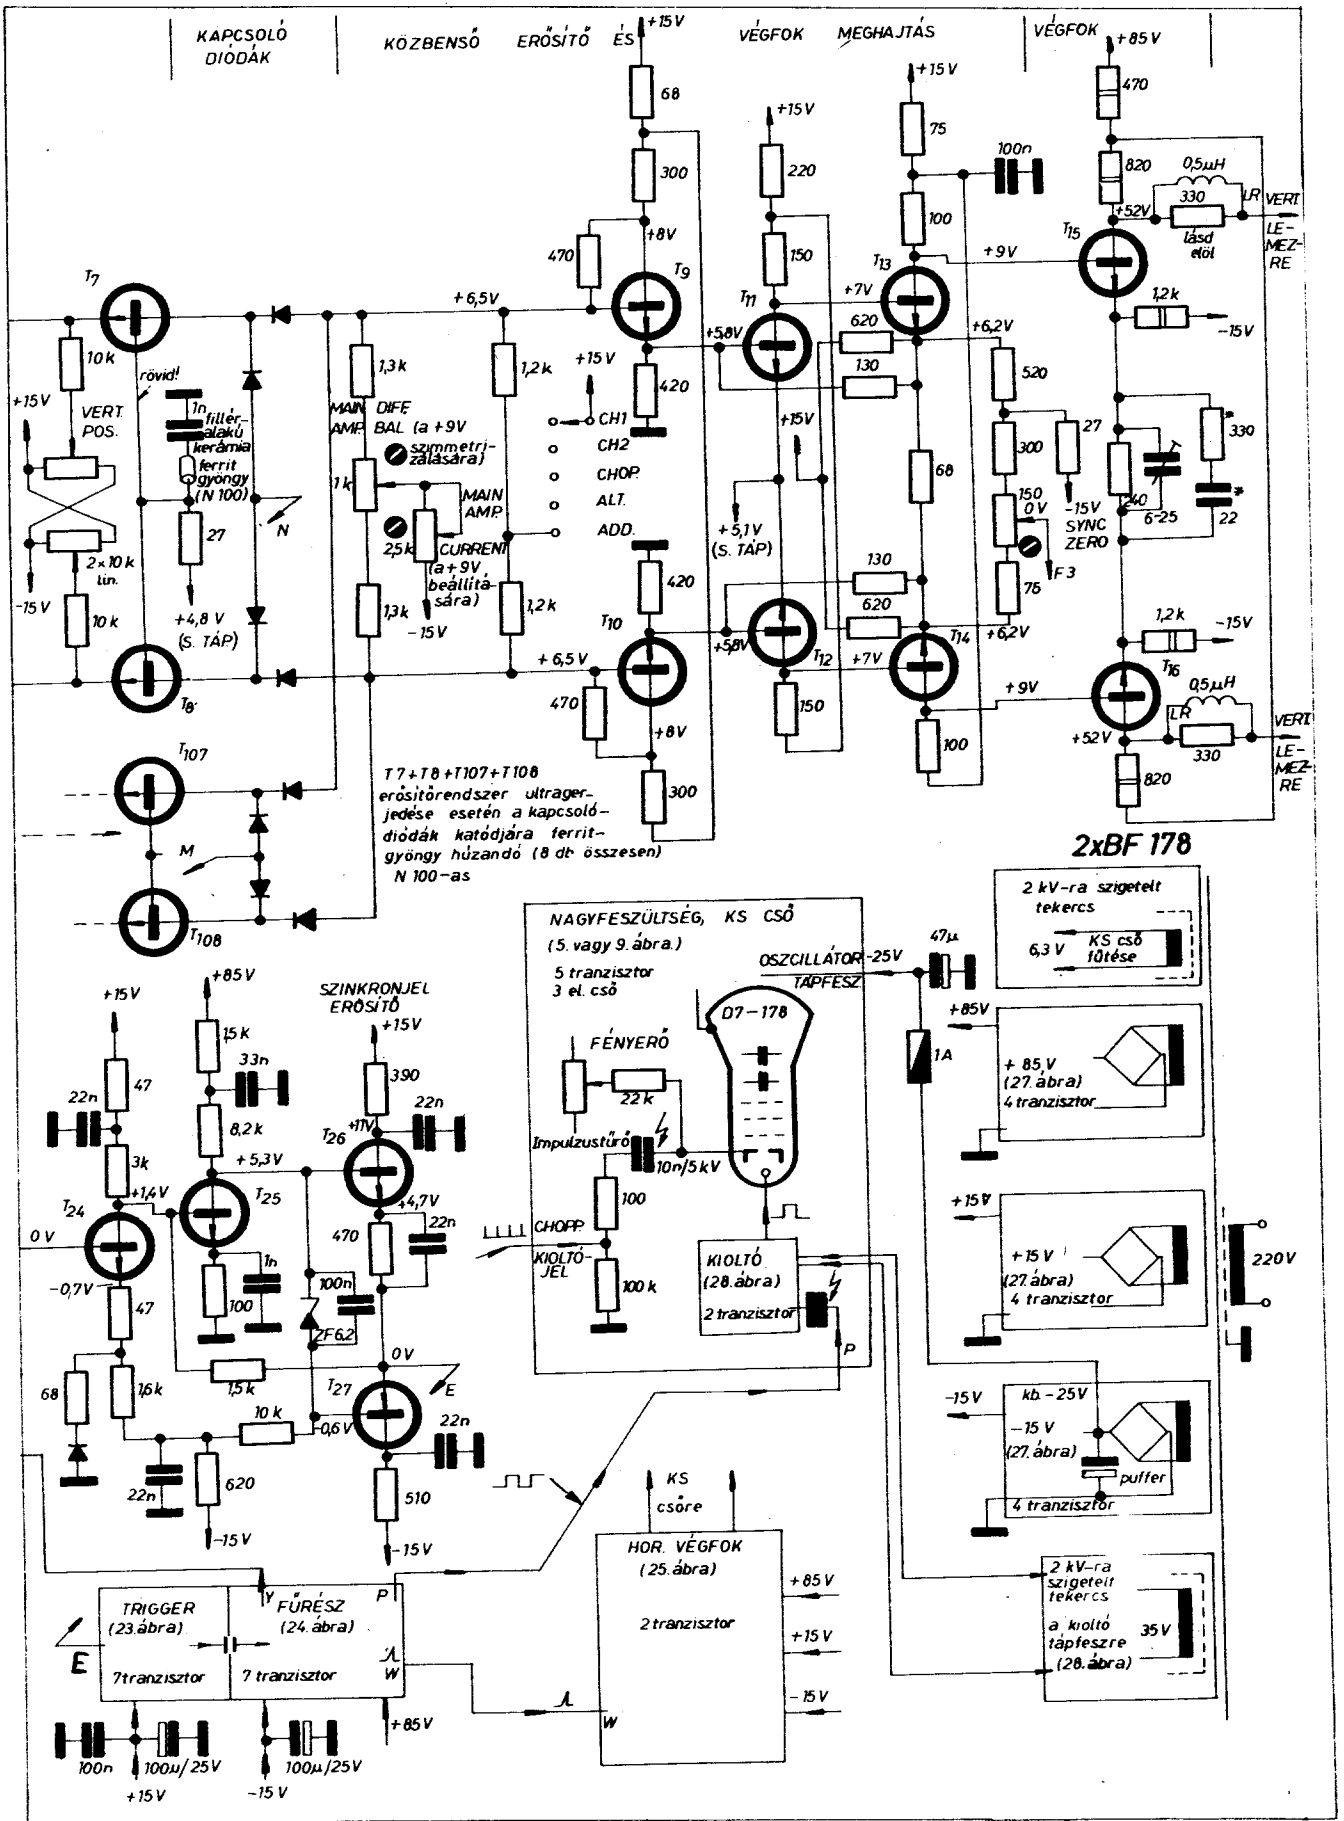 KAPCSOLÓ
DIÓDÁK
KÖZBENSŐ ERŐSÍTŐ ÉS VÉGFOK MEGHAJTÁS
VÉGFOK
+15V
68
300
470
+8V
T9
+6,5V
+5,8V
420
+15V
220
150
T11
+7V
+15V
75
100n
100
T13
+9V
620
+6,2V
130
+85V
470
820
0,5µH
330
LR
VERT
LE-
MEZ-
RE
lásd
elöl
+52V
T15
1,2k
-15V
T7
10k
rövid!
+15V
VERT.
POS.
1n
fillér-
alakú
kerámia
ferrit
gyöngy
(N 100)
27
N
2×10k
lin.
-15V
10k
+4,8V
(S. TÁP)
T8
1,3k
1,2k
+15V
CH1
CH2
CHOP.
ALT.
ADD.
MAIN DIFF.
AMP. BAL (a +9V
szimmetri-
zálására)
1k
MAIN
AMP.
2,5k
CURRENT
(a +9V
beállítá-
sára)
-15V
1,3k
1,2k
+15V
+5,1V
(S. TÁP)
68
520
300
27
150
0V
-15V
SYNC
ZERO
F3
75
240
6-25
330
*
22
*
420
130
620
T10
+5,8V
T12
+7V
T14
+6,2V
+6,5V
470
+8V
300
150
100
+9V
1,2k
-15V
T16
0,5µH
LR
330
+52V
820
VERT
LE-
MEZ-
RE
T107
M
T108
T7+T8+T107+T108
erősítőrendszer ultrager-
jedése esetén a kapcsoló-
diódák katódjára ferrit-
gyöngy húzandó (8 db összesen)
N 100-as
2xBF 178
2 kV-ra szigetelt
tekercs
6,3 V
KS cső
fűtése
NAGYFESZÜLTSÉG, KS CSŐ
(5. vagy 9. ábra.)
5 tranzisztor
3 el. cső
OSZCILLÁTOR
TÁPFESZ
-25V
47µ
1A
D7-178
FÉNYERŐ
22k
Impulzustűrő
10n/5kV
100
CHOPP.
KIOLTÓ-
JEL
100k
KIOLTÓ
(28. ábra)
2 tranzisztor
P
+85V
+85V
(27. ábra)
4 tranzisztor
+15V
+15V
(27. ábra)
4 tranzisztor
220V
-15V
kb. -25V
-15V
(27. ábra)
puffer
4 tranzisztor
2 kV-ra
szigetelt
tekercs
a kioltó
tápfeszre
(28. ábra)
35V
+15V
+85V
1,5k
33n
8,2k
47
22n
3k
+1,4V
+5,3V
T24
T25
0V
-0,7V
47
1n
100
68
1,6k
1,5k
10k
22n
620
-15V
SZINKRONJEL
ERŐSÍTŐ
+15V
390
+11V
22n
T26
+4,7V
470
22n
100n
ZF6,2
0V
E
T27
-0,6V
22n
510
-15V
KS
csőre
TRIGGER
(23. ábra)
7 tranzisztor
E
Y
P
FŰRÉSZ
(24. ábra)
7 tranzisztor
W
100n
100µ/25V
+15V
100µ/25V
-15V
+85V
HOR. VÉGFOK
(25. ábra)
2 tranzisztor
W
+85V
+15V
-15V